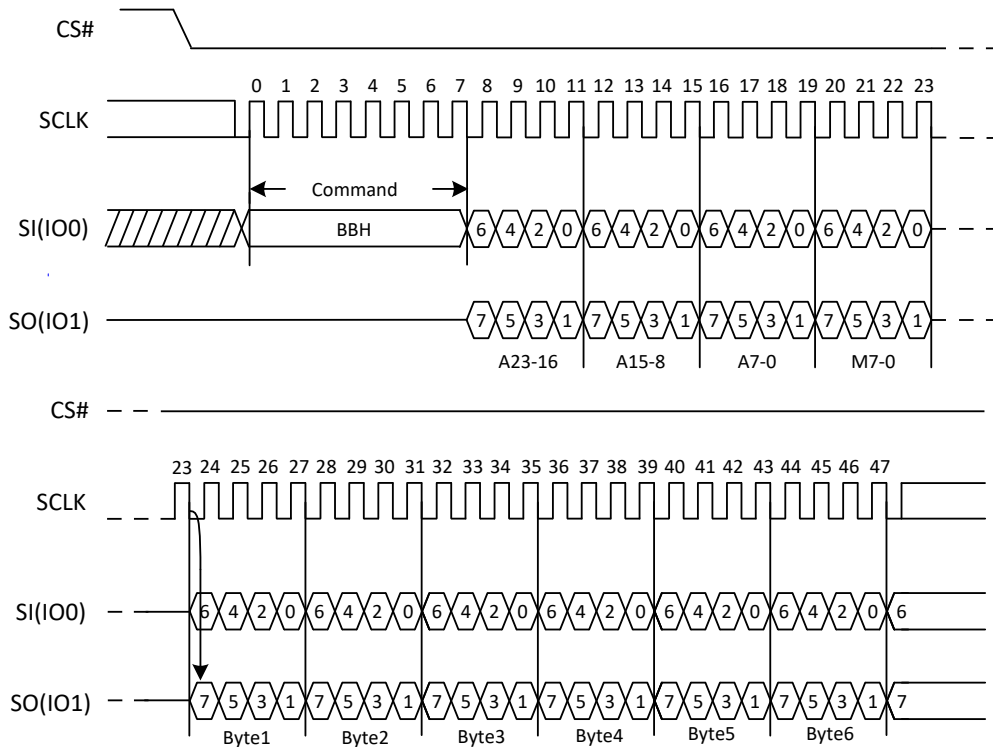 CS#
0 1 2 3 4 5 6 7 8 9 10 11 12 13 14 15 16 17 18 19 20 21 22 23
SCLK
Command
SI(IO0) BBH 6 4 2 0 6 4 2 0 6 4 2 0 6 4 2 0
SO(IO1) 7 5 3 1 7 5 3 1 7 5 3 1 7 5 3 1
A23-16 A15-8 A7-0 M7-0
CS#
23 24 25 26 27 28 29 30 31 32 33 34 35 36 37 38 39 40 41 42 43 44 45 46 47
SCLK
SI(IO0) 6 4 2 0 6 4 2 0 6 4 2 0 6 4 2 0 6 4 2 0 6 4 2 0 6
SO(IO1) 7 5 3 1 7 5 3 1 7 5 3 1 7 5 3 1 7 5 3 1 7 5 3 1 7
Byte1 Byte2 Byte3 Byte4 Byte5 Byte6